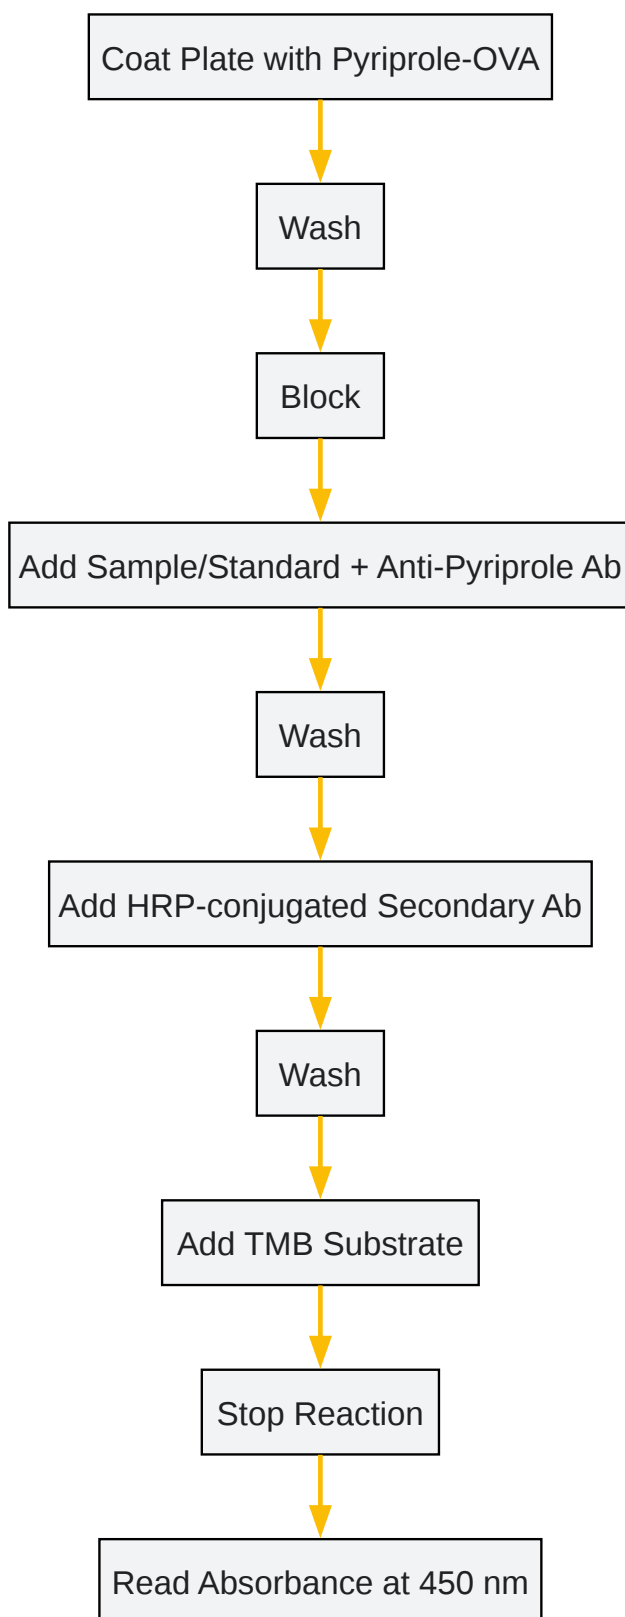 Coat Plate with Pyriprole-OVA
Wash
Block
Add Sample/Standard + Anti-Pyriprole Ab
Wash
Add HRP-conjugated Secondary Ab
Wash
Add TMB Substrate
Stop Reaction
Read Absorbance at 450 nm